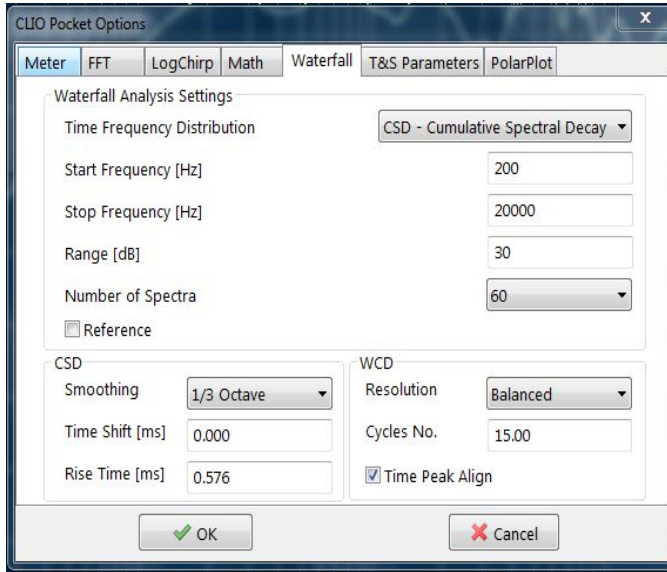 CLIO Pocket Options
X
Meter FFT LogChirp Math Waterfall T&S Parameters PolarPlot
Waterfall Analysis Settings
Time Frequency Distribution CSD - Cumulative Spectral Decay
Start Frequency [Hz] 200
Stop Frequency [Hz] 20000
Range [dB] 30
Number of Spectra 60
Reference
CSD WCD
Smoothing 1/3 Octave Resolution Balanced
Time Shift [ms] 0.000 Cycles No. 15.00
Rise Time [ms] 0.576 Time Peak Align
OK Cancel